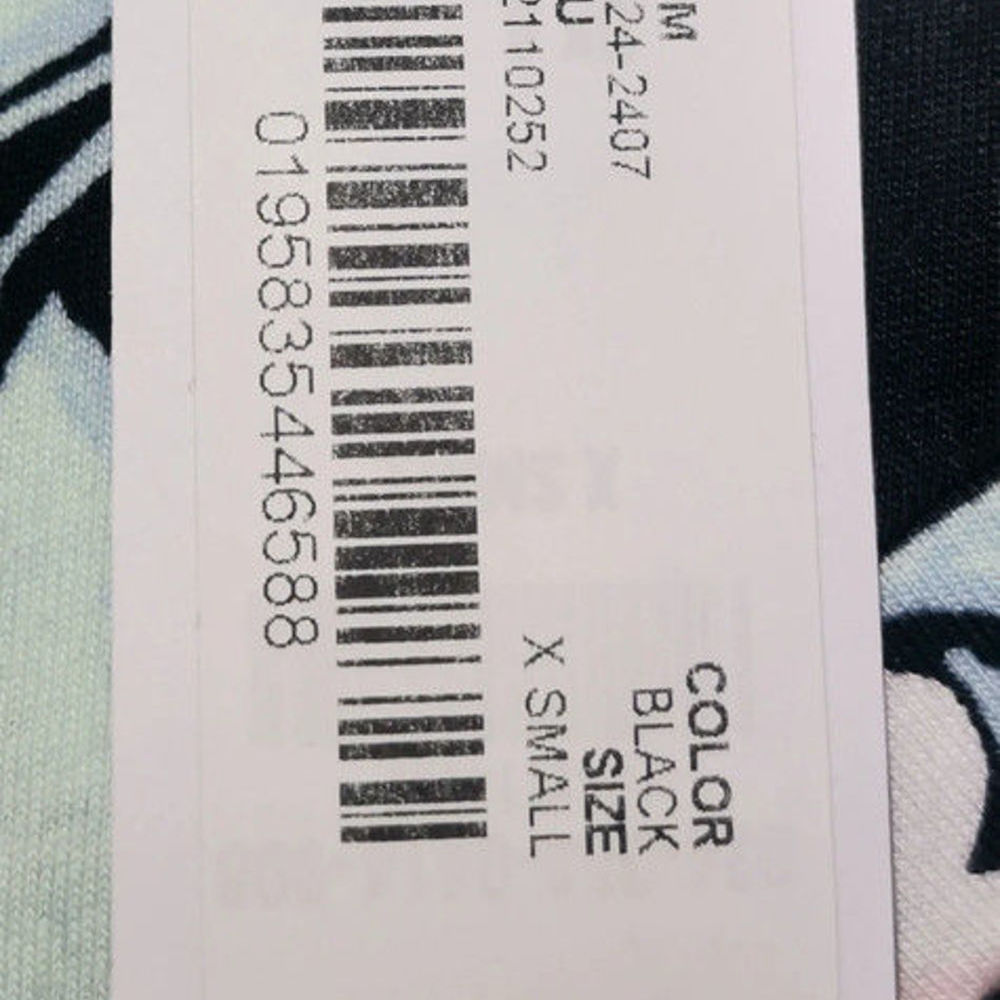 M
24-2407
U
2110252
COLOR
BLACK
SIZE
X SMALL
0195835446588